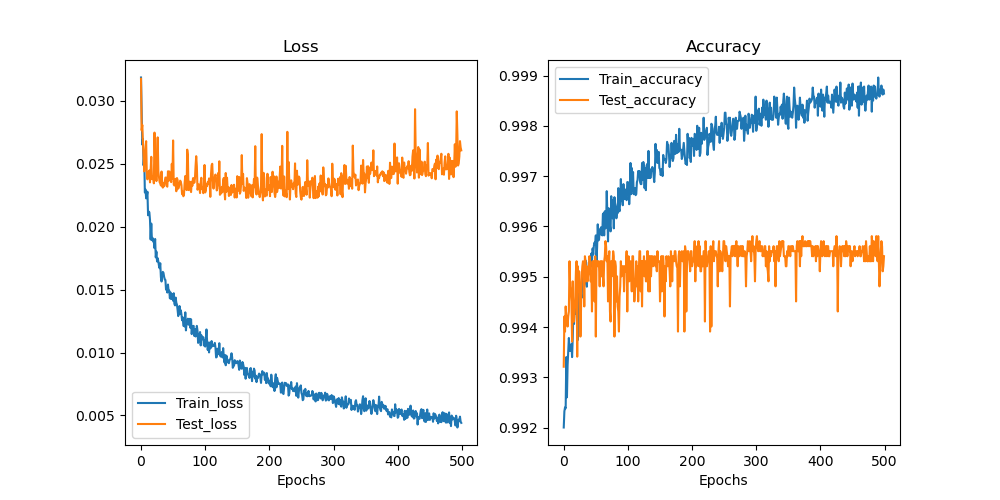 Loss
0.030
0.025
0.020
0.015
0.010
0.005
Train_loss
Test_loss
0 100 200 300 400 500
Epochs
Accuracy
Train_accuracy
Test_accuracy
0.999
0.998
0.997
0.996
0.995
0.994
0.993
0.992
0 100 200 300 400 500
Epochs